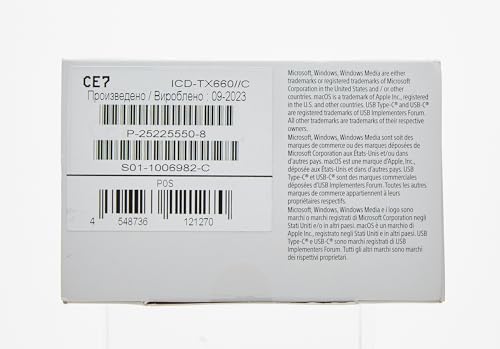 CE7 ICD-TX660//C
Произведено / Вироблено : 09-2023
P-25225550-8
S01-1006982-C
POS
4 548736 121270
Microsoft, Windows, Windows Media are either
trademarks or registered trademarks of Microsoft
Corporation in the United States and / or other
countries. macOS is a trademark of Apple Inc., registered
in the U.S. and other countries. USB Type-C® and USB-C®
are registered trademarks of USB Implementers Forum.
All other trademarks are trademarks of their respective
owners.
Microsoft, Windows, Windows Media sont soit des
marques de commerce ou des marques déposées de
Microsoft Corporation aux États-Unis et/ou dans
d'autres pays. macOS est une marque de Apple Inc.,
déposée aux États-Unis et dans d'autres pays. USB
Type-C® et USB-C® sont des marques commerciales
déposées d'USB Implementers Forum. Toutes les autres
marques de commerce appartiennent à leurs
propriétaires respectifs.
Microsoft, Windows, Windows Media e i logo sono
marchi o marchi registrati di Microsoft Corporation negli
Stati Uniti e/o in altri paesi. macOS è un marchio di
Apple Inc., registrato negli Stati Uniti e in altri paesi. USB
Type-C® e USB-C® sono marchi registrati di USB
Implementers Forum. Tutti gli altri marchi sono marchi
dei rispettivi proprietari.